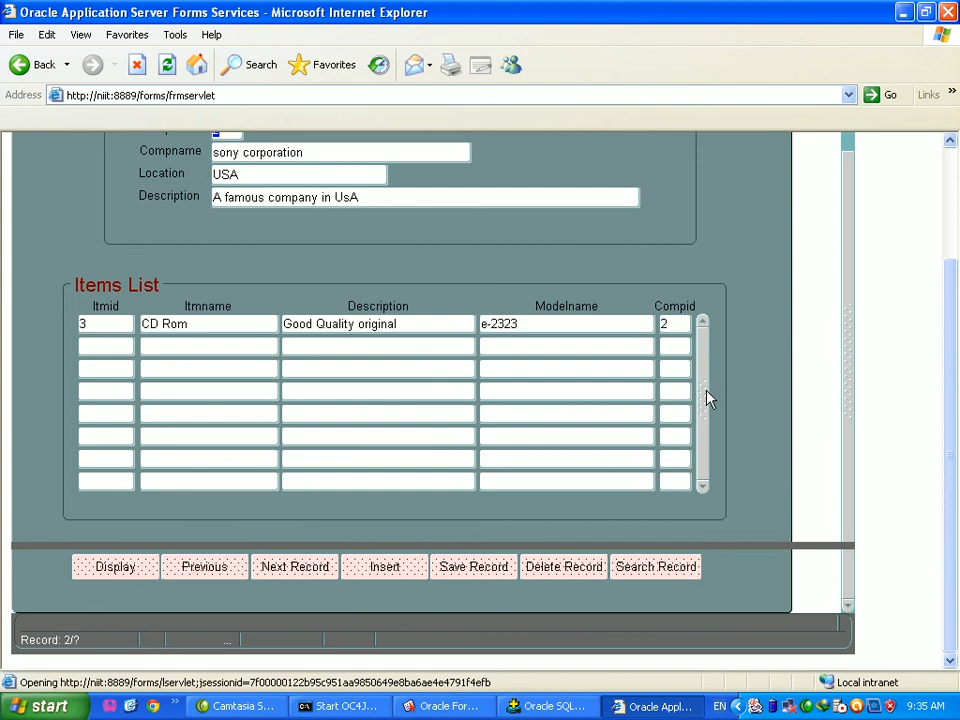 Oracle Application Server Forms Services - Microsoft Internet Explorer
File Edit View Favorites Tools Help
Back Search Favorites
Address http://niit:8889/forms/frmservlet Go Links »
Compname sony corporation
Location USA
Description A famous company in UsA
Items List
Itmid Itmname Description Modelname Compid
3 CD Rom Good Quality original e-2323 2
Display Previous Next Record Insert Save Record Delete Record Search Record
Record: 2/? ...
Opening http://niit:8889/forms/lservlet;jsessionid=7f00000122b95c951aa9850649e8ba6ae4e4791f4efb Local intranet
start Camtasia S... Start OC4J... Oracle For... Oracle SQL... Oracle Appl... EN 9:35 AM